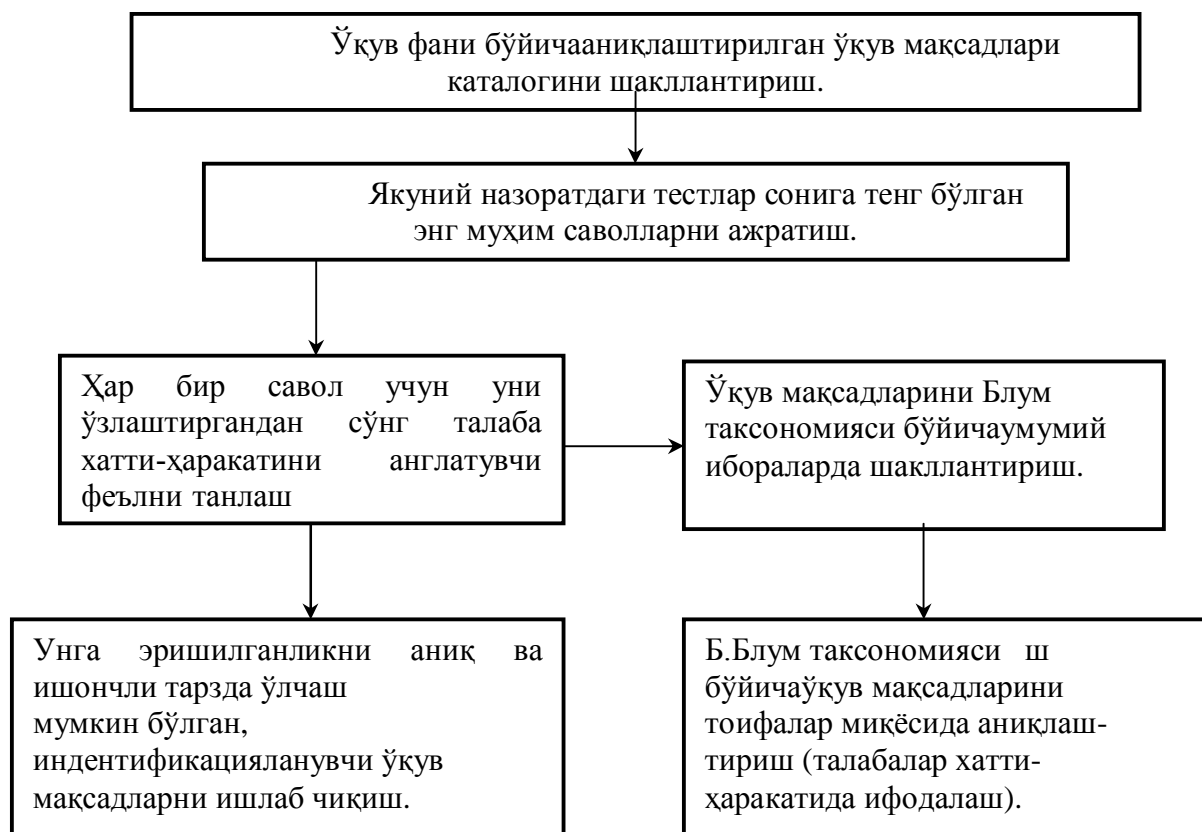 Ўқув фани бўйичааниқлаштирилган ўқув мақсадлари
каталогини шакллантириш.
Якуний назоратдаги тестлар сонига тенг бўлган
энг муҳим саволларни ажратиш.
Ҳар бир савол учун уни
ўзлаштиргандан сўнг талаба
хатти-ҳаракатини англатувчи
феълни танлаш
Ўқув мақсадларини Блум
таксономияси бўйичаумумий
ибораларда шакллантириш.
Унга эришилганликни аниқ ва
ишончли тарзда ўлчаш
мумкин бўлган,
индентификацияланувчи ўқув
мақсадларни ишлаб чиқиш.
Б.Блум таксономияси ш
бўйичаўқув мақсадларини
тоифалар миқёсида аниқлаш-
тириш (талабалар хатти-
ҳаракатида ифодалаш).